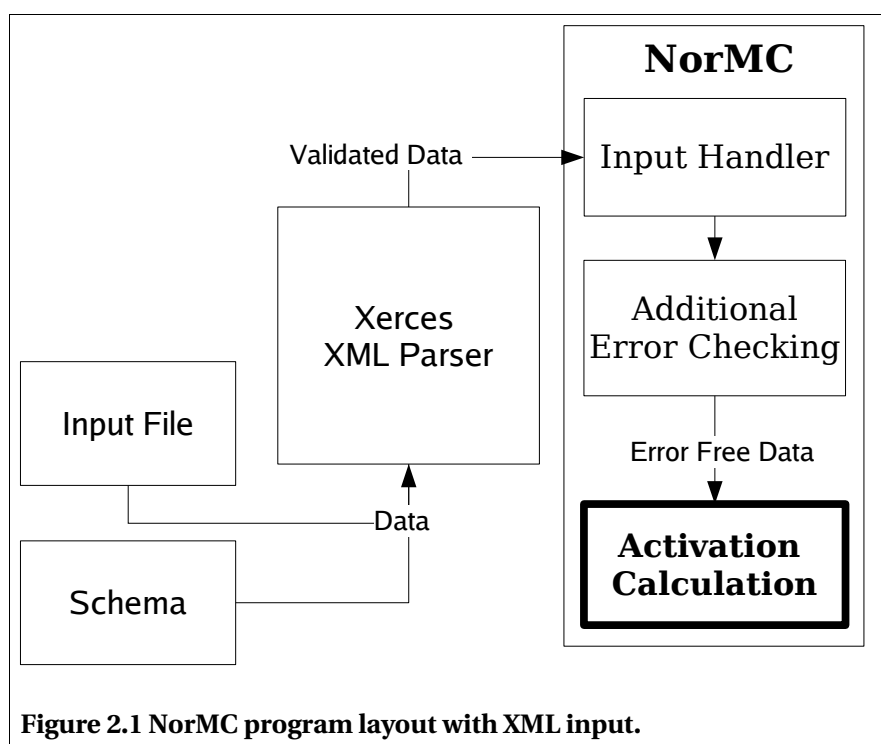 NorMC
Validated Data
Input Handler
Xerces
XML Parser
Additional
Error Checking
Input File
Error Free Data
Data
Activation
Calculation
Schema
Figure 2.1 NorMC program layout with XML input.